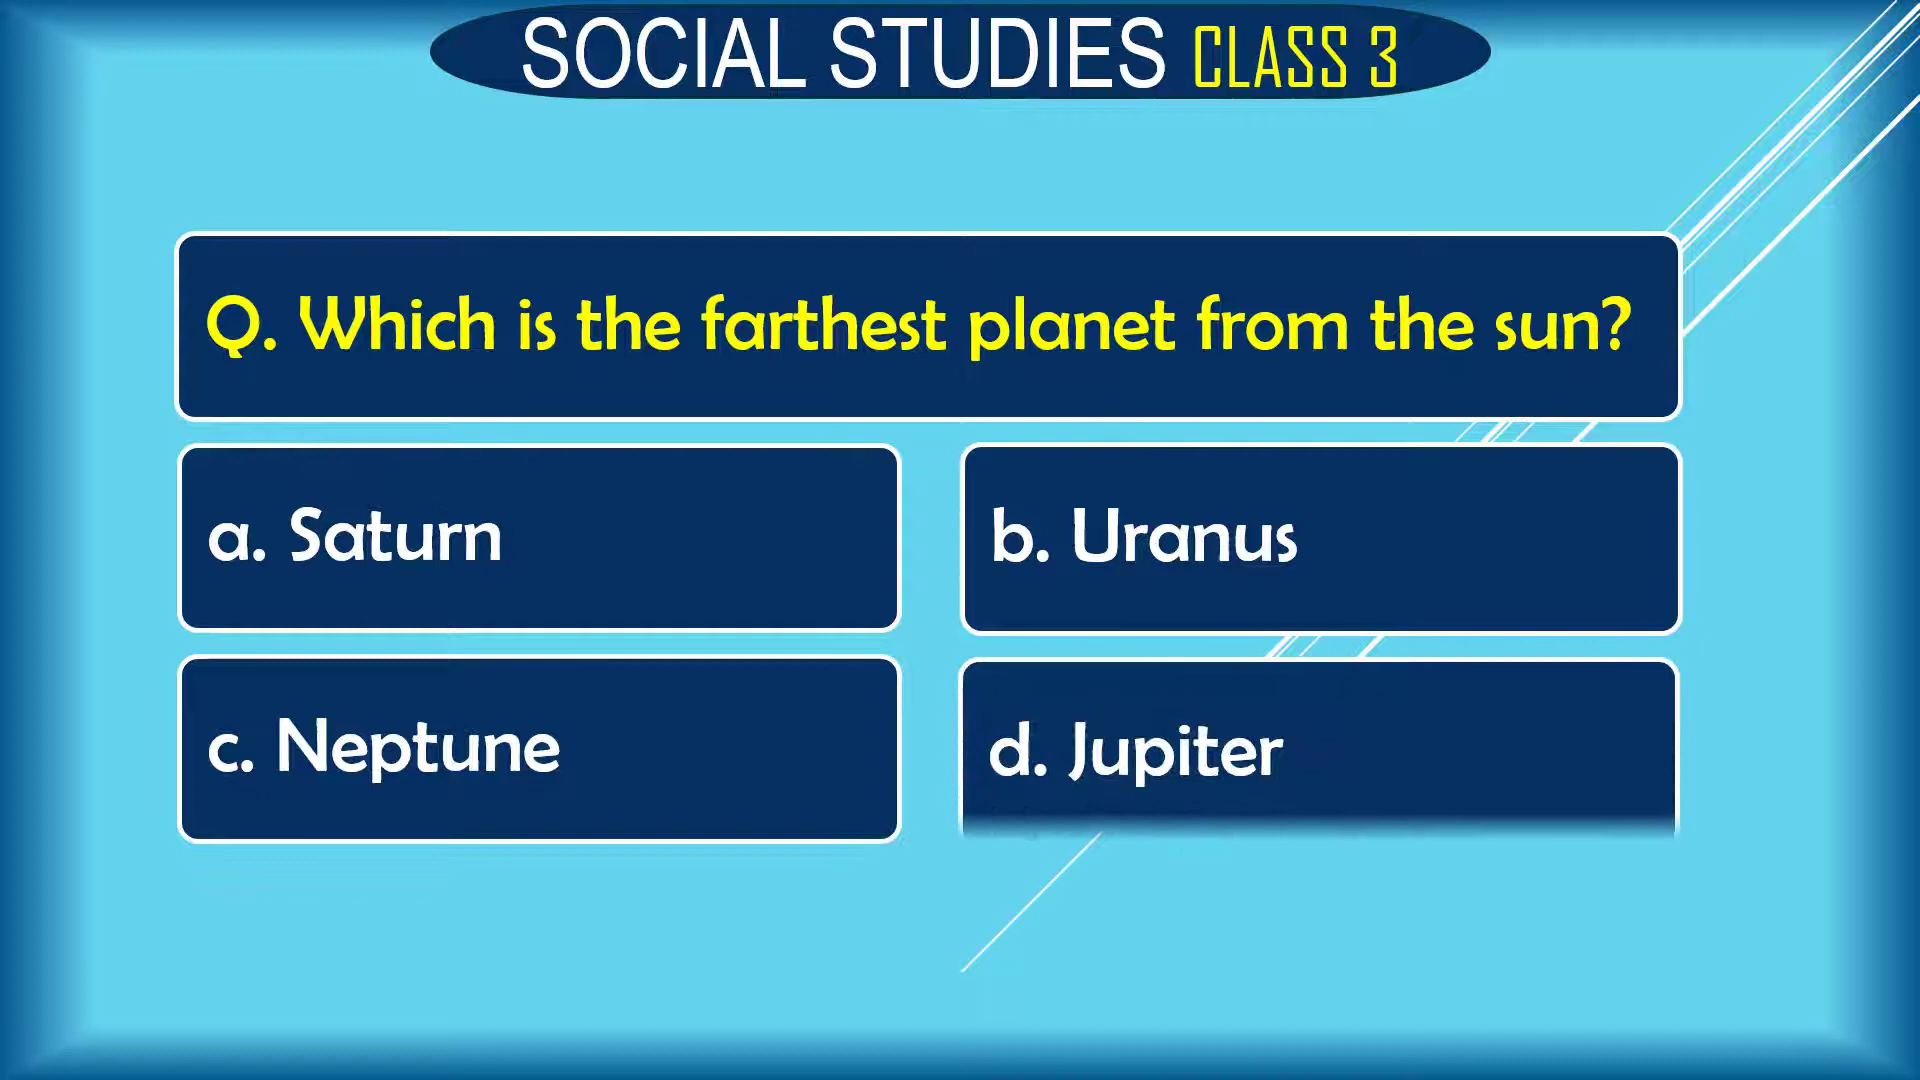 SOCIAL STUDIES CLASS 3
Q. Which is the farthest planet from the sun?
a. Saturn
b. Uranus
c. Neptune
d. Jupiter